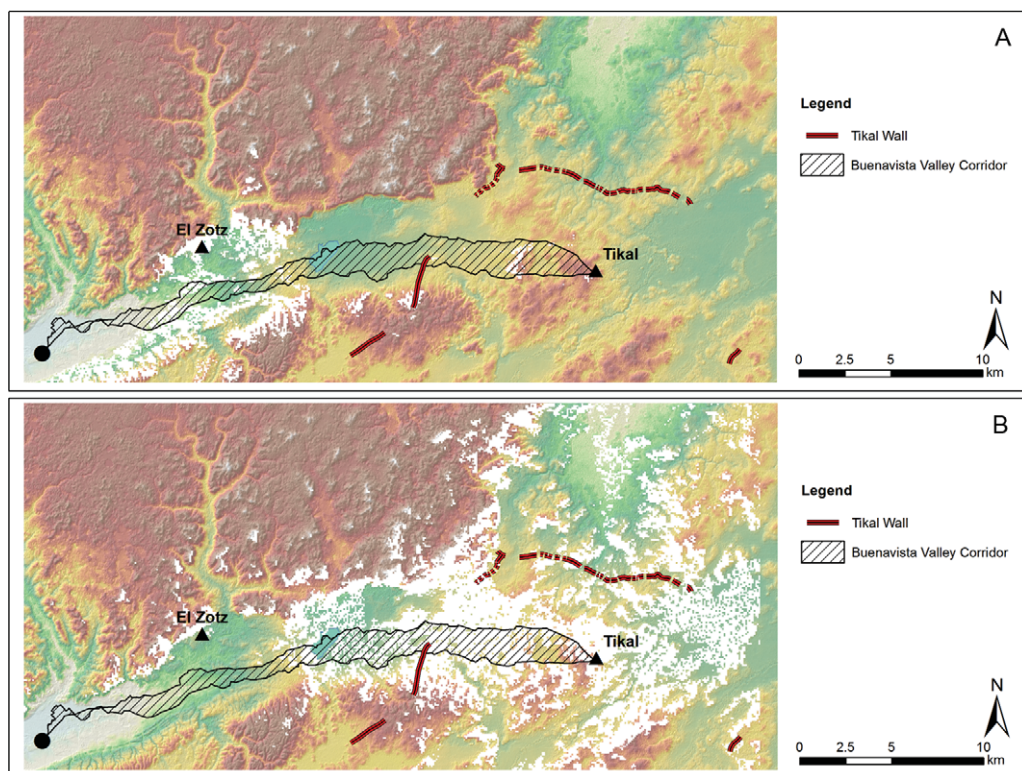 A
Legend
Tikal Wall
Buenavista Valley Corridor
El Zotz
Tikal
N
0 2.5 5 10
km
B
Legend
Tikal Wall
Buenavista Valley Corridor
El Zotz
Tikal
N
0 2.5 5 10
km